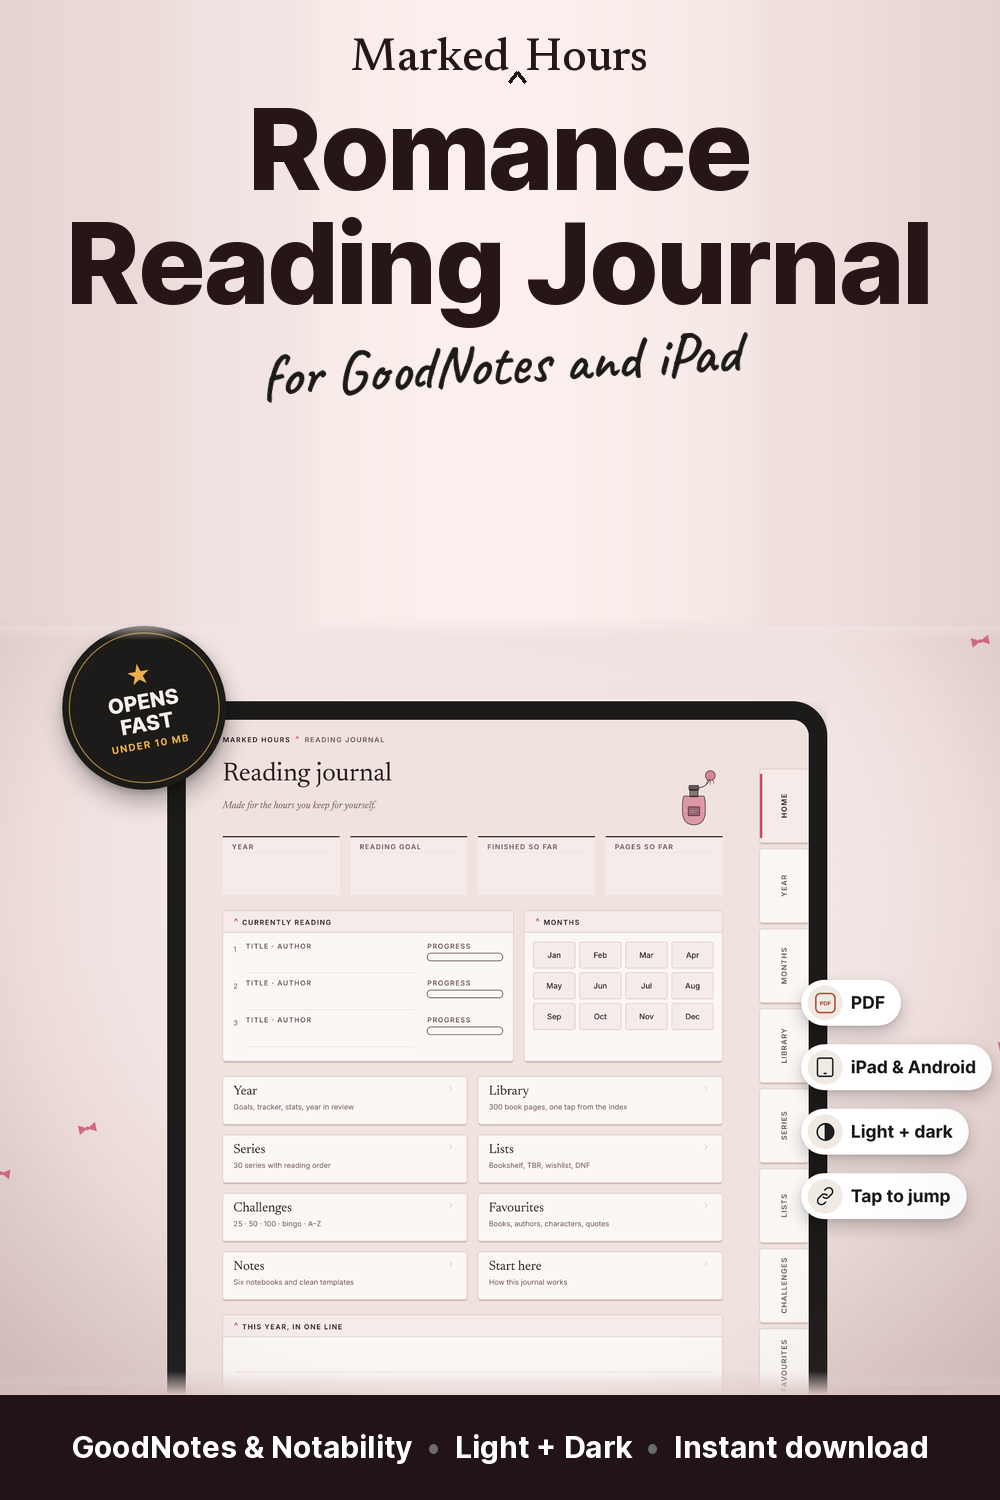 Marked ^ Hours
Romance
Reading Journal
for GoodNotes and iPad
★
OPENS
FAST
UNDER 10 MB
MARKED HOURS ^ READING JOURNAL
Reading journal
Made for the hours you keep for yourself.
YEAR
READING GOAL
FINISHED SO FAR
PAGES SO FAR
^ CURRENTLY READING
1 TITLE · AUTHOR PROGRESS
2 TITLE · AUTHOR PROGRESS
3 TITLE · AUTHOR PROGRESS
^ MONTHS
Jan Feb Mar Apr
May Jun Jul Aug
Sep Oct Nov Dec
Year ›
Goals, tracker, stats, year in review
Library ›
300 book pages, one tap from the index
Series ›
30 series with reading order
Lists ›
Bookshelf, TBR, wishlist, DNF
Challenges ›
25 · 50 · 100 · bingo · A–Z
Favourites ›
Books, authors, characters, quotes
Notes ›
Six notebooks and clean templates
Start here ›
How this journal works
^ THIS YEAR, IN ONE LINE
HOME
YEAR
MONTHS
LIBRARY
SERIES
LISTS
CHALLENGES
FAVOURITES
PDF PDF
iPad & Android
Light + dark
Tap to jump
GoodNotes & Notability • Light + Dark • Instant download